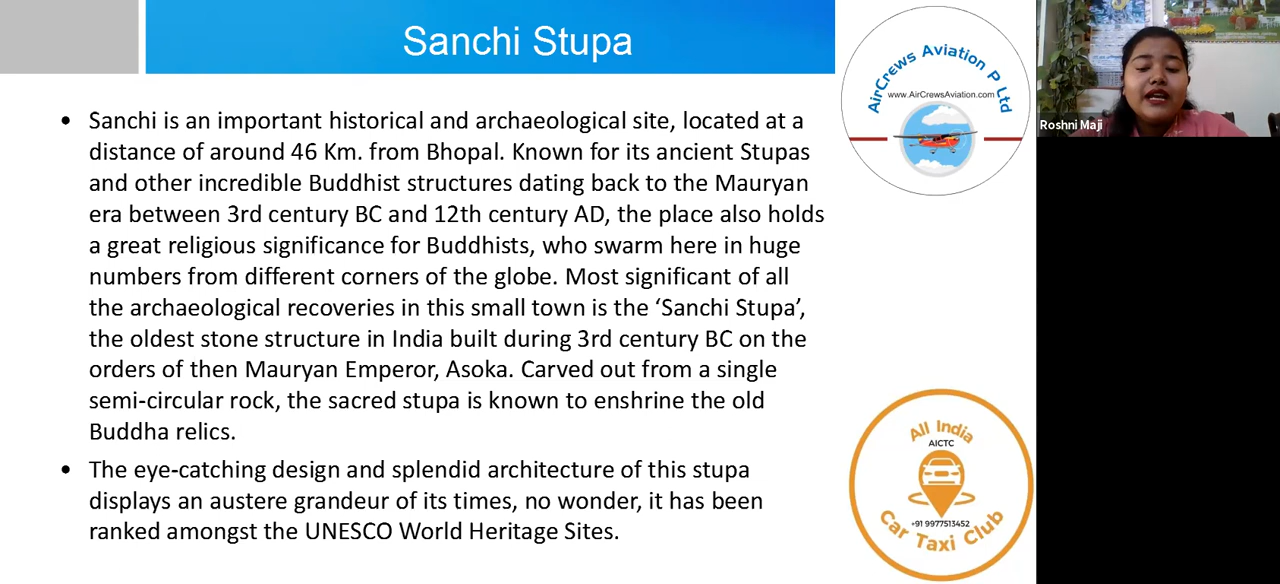 Sanchi Stupa
• Sanchi is an important historical and archaeological site, located at a
distance of around 46 Km. from Bhopal. Known for its ancient Stupas
and other incredible Buddhist structures dating back to the Mauryan
era between 3rd century BC and 12th century AD, the place also holds
a great religious significance for Buddhists, who swarm here in huge
numbers from different corners of the globe. Most significant of all
the archaeological recoveries in this small town is the ‘Sanchi Stupa’,
the oldest stone structure in India built during 3rd century BC on the
orders of then Mauryan Emperor, Asoka. Carved out from a single
semi-circular rock, the sacred stupa is known to enshrine the old
Buddha relics.
• The eye-catching design and splendid architecture of this stupa
displays an austere grandeur of its times, no wonder, it has been
ranked amongst the UNESCO World Heritage Sites.
AirCrews Aviation P Ltd
www.AirCrewsAviation.com
All India
AICTC
+91 9977513452
Car Taxi Club
Roshni Maji